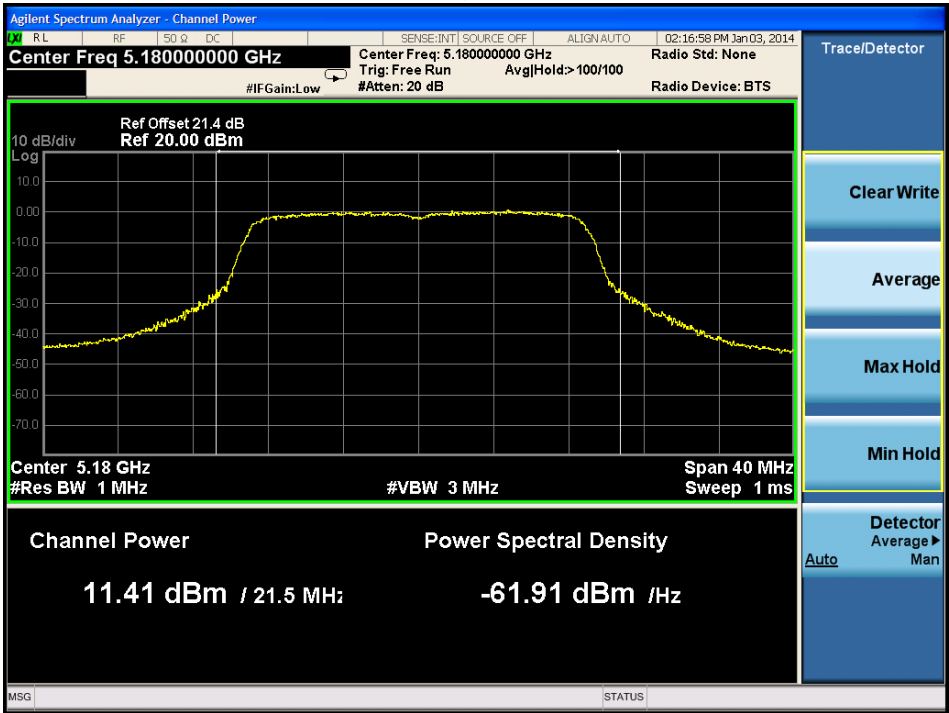 Agilent Spectrum Analyzer - Channel Power
LXI RL RF 50 Ω DC SENSE:INT SOURCE OFF ALIGN AUTO 02:16:58 PM Jan 03, 2014
Center Freq 5.180000000 GHz
#IFGain:Low
Center Freq: 5.180000000 GHz
Trig: Free Run Avg|Hold:>100/100
#Atten: 20 dB
Radio Std: None
Radio Device: BTS
Ref Offset 21.4 dB
10 dB/div Ref 20.00 dBm
Log
10.0
0.00
-10.0
-20.0
-30.0
-40.0
-50.0
-60.0
-70.0
Center 5.18 GHz Span 40 MHz
#Res BW 1 MHz #VBW 3 MHz Sweep 1 ms
Channel Power Power Spectral Density
11.41 dBm / 21.5 MHz -61.91 dBm /Hz
Trace/Detector
Clear Write
Average
Max Hold
Min Hold
Detector
Average▶
Auto Man
MSG STATUS